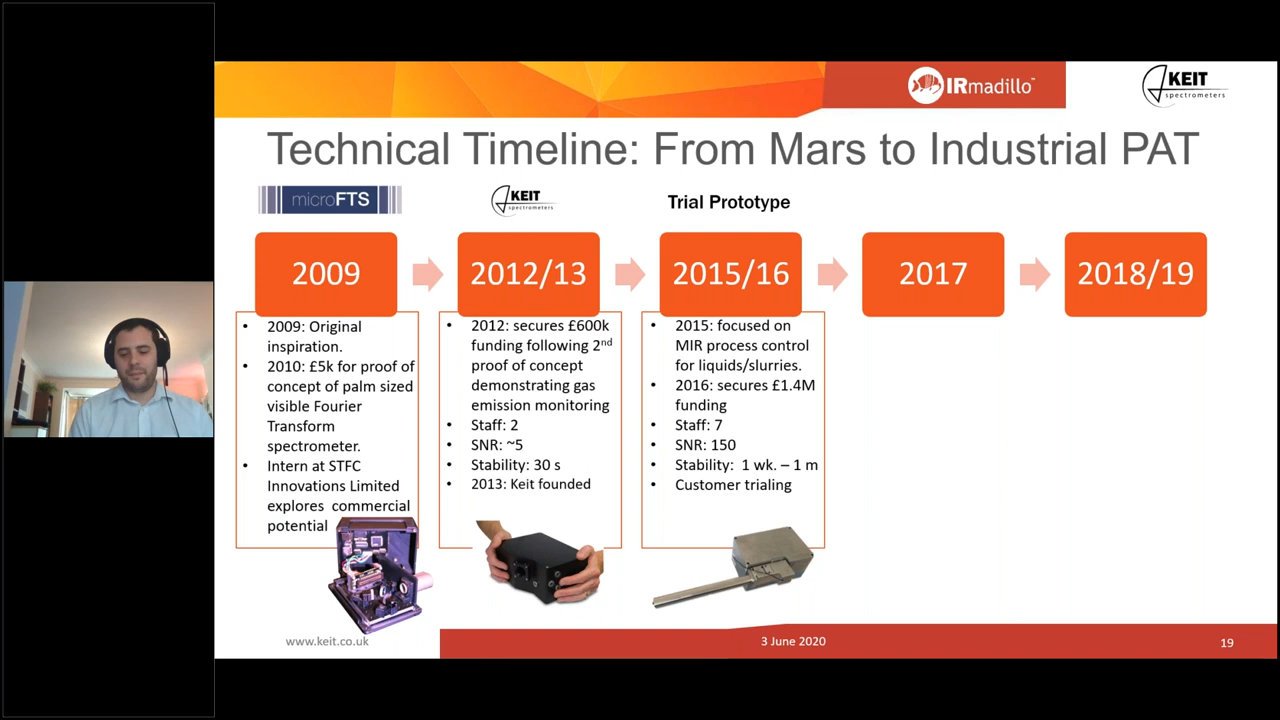 IRmadillo™
KEIT
spectrometers
Technical Timeline: From Mars to Industrial PAT
microFTS
KEIT
spectrometers
Trial Prototype
2009
2012/13
2015/16
2017
2018/19
• 2009: Original
inspiration.
• 2010: £5k for proof of
concept of palm sized
visible Fourier
Transform
spectrometer.
• Intern at STFC
Innovations Limited
explores commercial
potential
• 2012: secures £600k
funding following 2nd
proof of concept
demonstrating gas
emission monitoring
• Staff: 2
• SNR: ~5
• Stability: 30 s
• 2013: Keit founded
• 2015: focused on
MIR process control
for liquids/slurries.
• 2016: secures £1.4M
funding
• Staff: 7
• SNR: 150
• Stability: 1 wk. – 1 m
• Customer trialing
www.keit.co.uk
3 June 2020
19